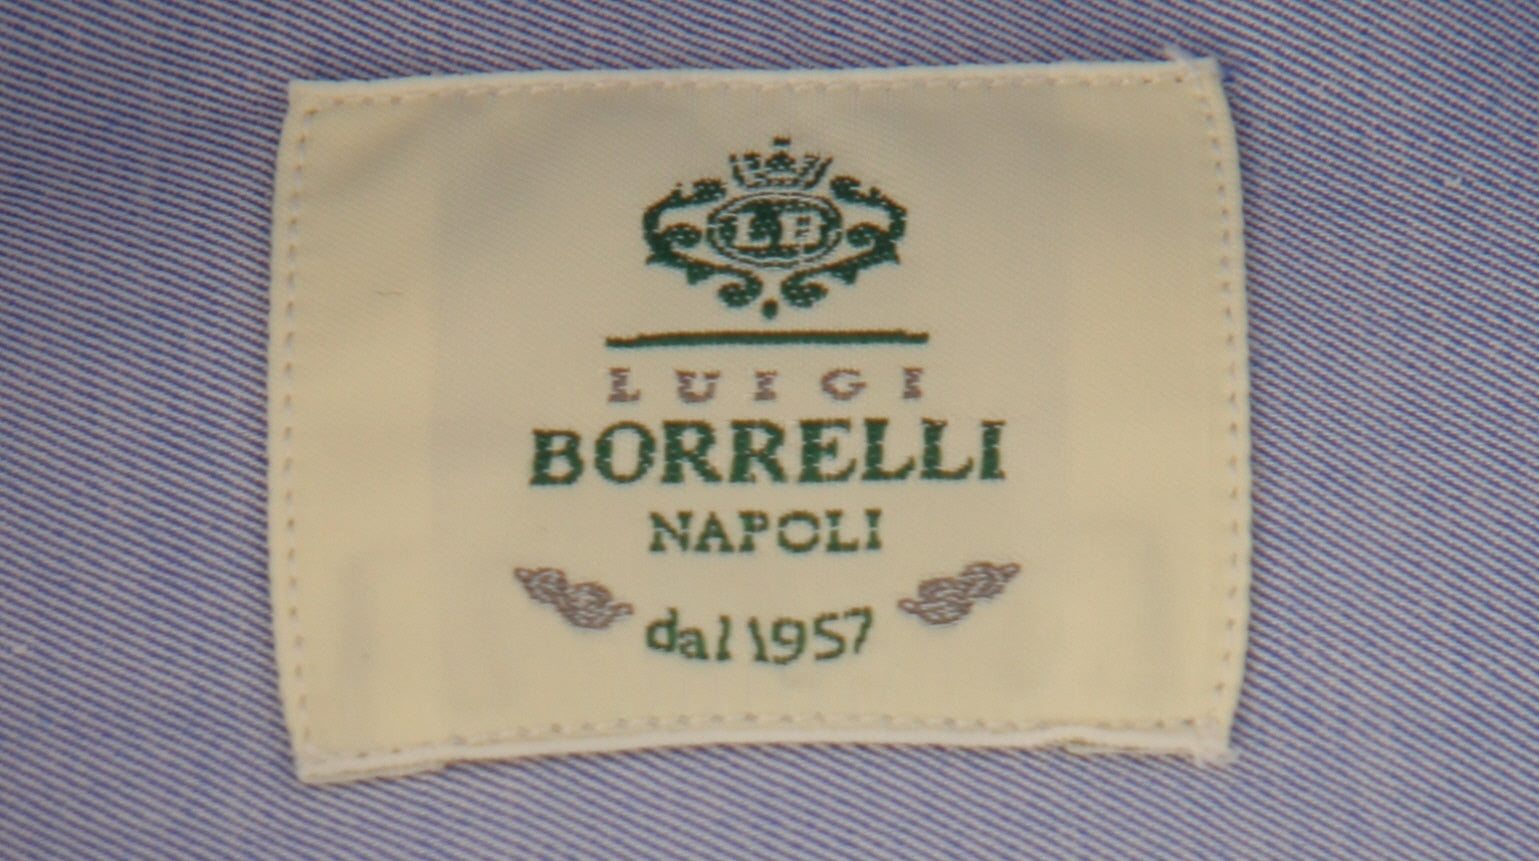 LB
LUIGI
BORRELLI
NAPOLI
dal 1957